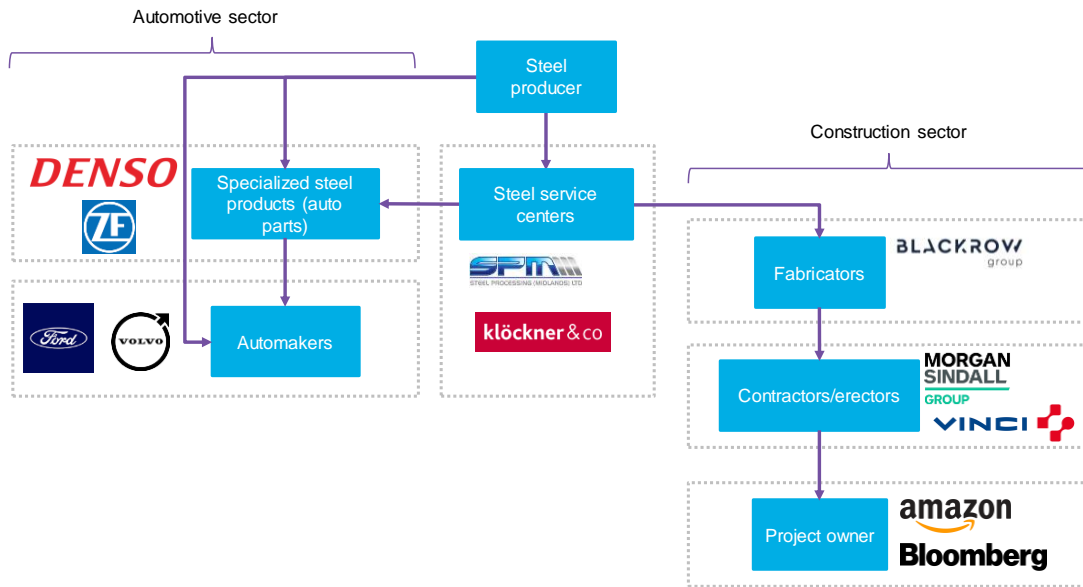 Automotive sector
Steel
producer
Construction sector
DENSO
ZF
Specialized steel
products (auto
parts)
Steel service
centers
SPM
STEEL PROCESSING (MIDLANDS) LTD
klöckner&co
Fabricators
BLACKROW
group
Ford
VOLVO
Automakers
Contractors/erectors
MORGAN
SINDALL
GROUP
VINCI
Project owner
amazon
Bloomberg